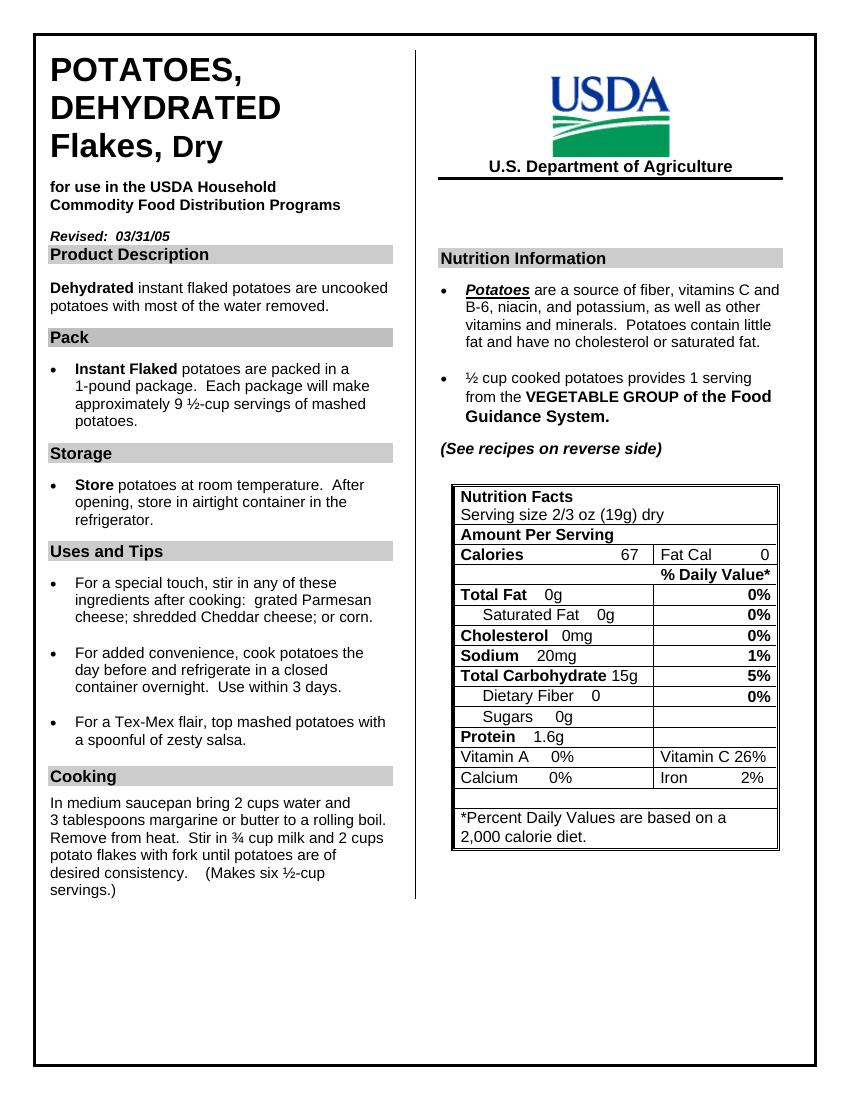 POTATOES,
DEHYDRATED
Flakes, Dry
for use in the USDA Household
Commodity Food Distribution Programs
Revised:  03/31/05
Product Description
Dehydrated instant flaked potatoes are uncooked
potatoes with most of the water removed.
Pack
• Instant Flaked potatoes are packed in a
1-pound package.  Each package will make
approximately 9 ½-cup servings of mashed
potatoes.
Storage
• Store potatoes at room temperature.  After
opening, store in airtight container in the
refrigerator.
Uses and Tips
• For a special touch, stir in any of these
ingredients after cooking:  grated Parmesan
cheese; shredded Cheddar cheese; or corn.
• For added convenience, cook potatoes the
day before and refrigerate in a closed
container overnight.  Use within 3 days.
• For a Tex-Mex flair, top mashed potatoes with
a spoonful of zesty salsa.
Cooking
In medium saucepan bring 2 cups water and
3 tablespoons margarine or butter to a rolling boil.
Remove from heat.  Stir in ¾ cup milk and 2 cups
potato flakes with fork until potatoes are of
desired consistency.    (Makes six ½-cup
servings.)
USDA
U.S. Department of Agriculture
Nutrition Information
• Potatoes are a source of fiber, vitamins C and
B-6, niacin, and potassium, as well as other
vitamins and minerals.  Potatoes contain little
fat and have no cholesterol or saturated fat.
• ½ cup cooked potatoes provides 1 serving
from the VEGETABLE GROUP of the Food
Guidance System.
(See recipes on reverse side)
Nutrition Facts
Serving size 2/3 oz (19g) dry
Amount Per Serving
Calories 67 Fat Cal 0
% Daily Value*
Total Fat 0g 0%
Saturated Fat 0g 0%
Cholesterol 0mg 0%
Sodium 20mg 1%
Total Carbohydrate 15g 5%
Dietary Fiber 0 0%
Sugars 0g
Protein 1.6g
Vitamin A 0% Vitamin C 26%
Calcium 0% Iron 2%
*Percent Daily Values are based on a
2,000 calorie diet.